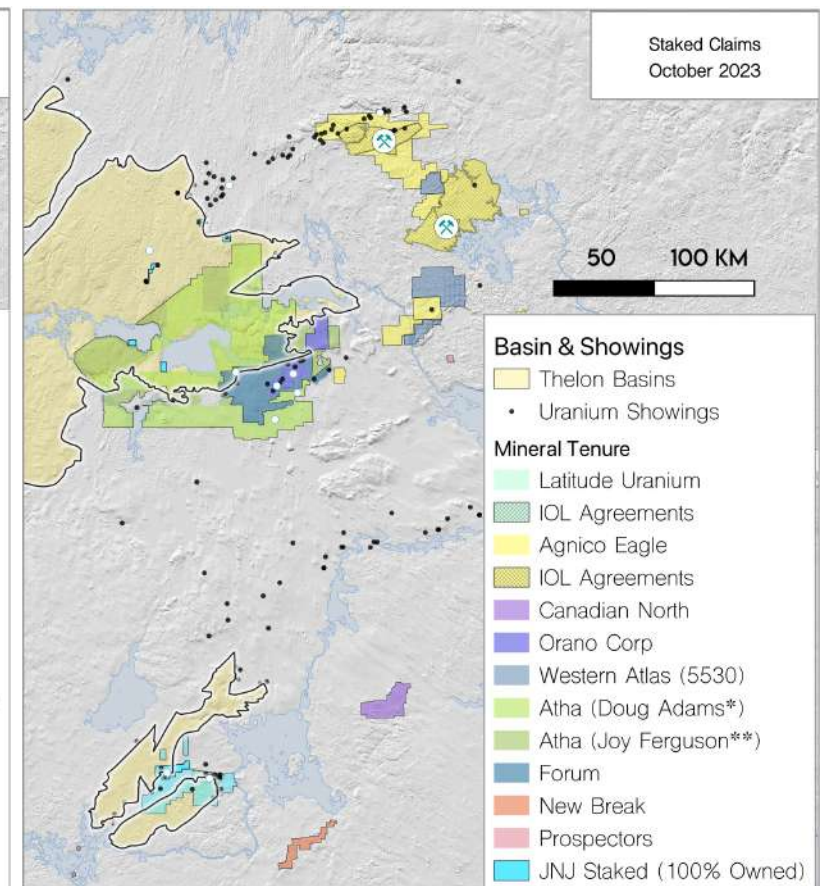 Staked Claims
October 2023
50 100 KM
Basin & Showings
Thelon Basins
Uranium Showings
Mineral Tenure
Latitude Uranium
IOL Agreements
Agnico Eagle
IOL Agreements
Canadian North
Orano Corp
Western Atlas (5530)
Atha (Doug Adams*)
Atha (Joy Ferguson**)
Forum
New Break
Prospectors
JNJ Staked (100% Owned)